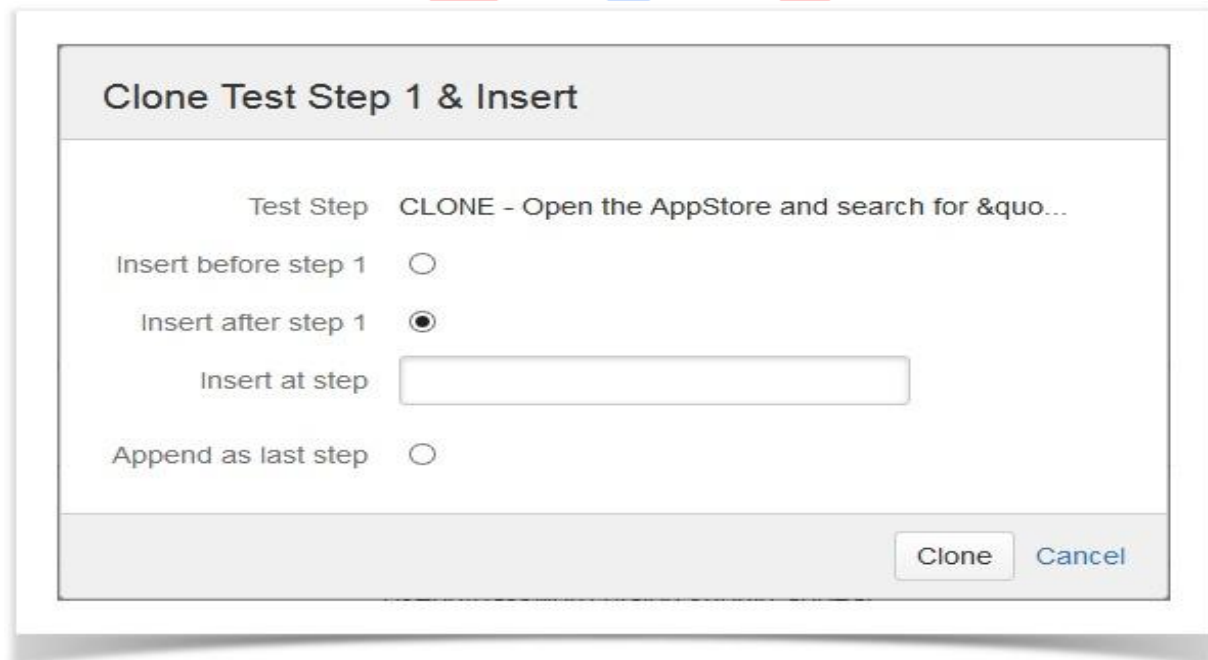 Clone Test Step 1 & Insert
Test Step CLONE - Open the AppStore and search for &quo...
Insert before step 1
Insert after step 1
Insert at step
Append as last step
Clone Cancel